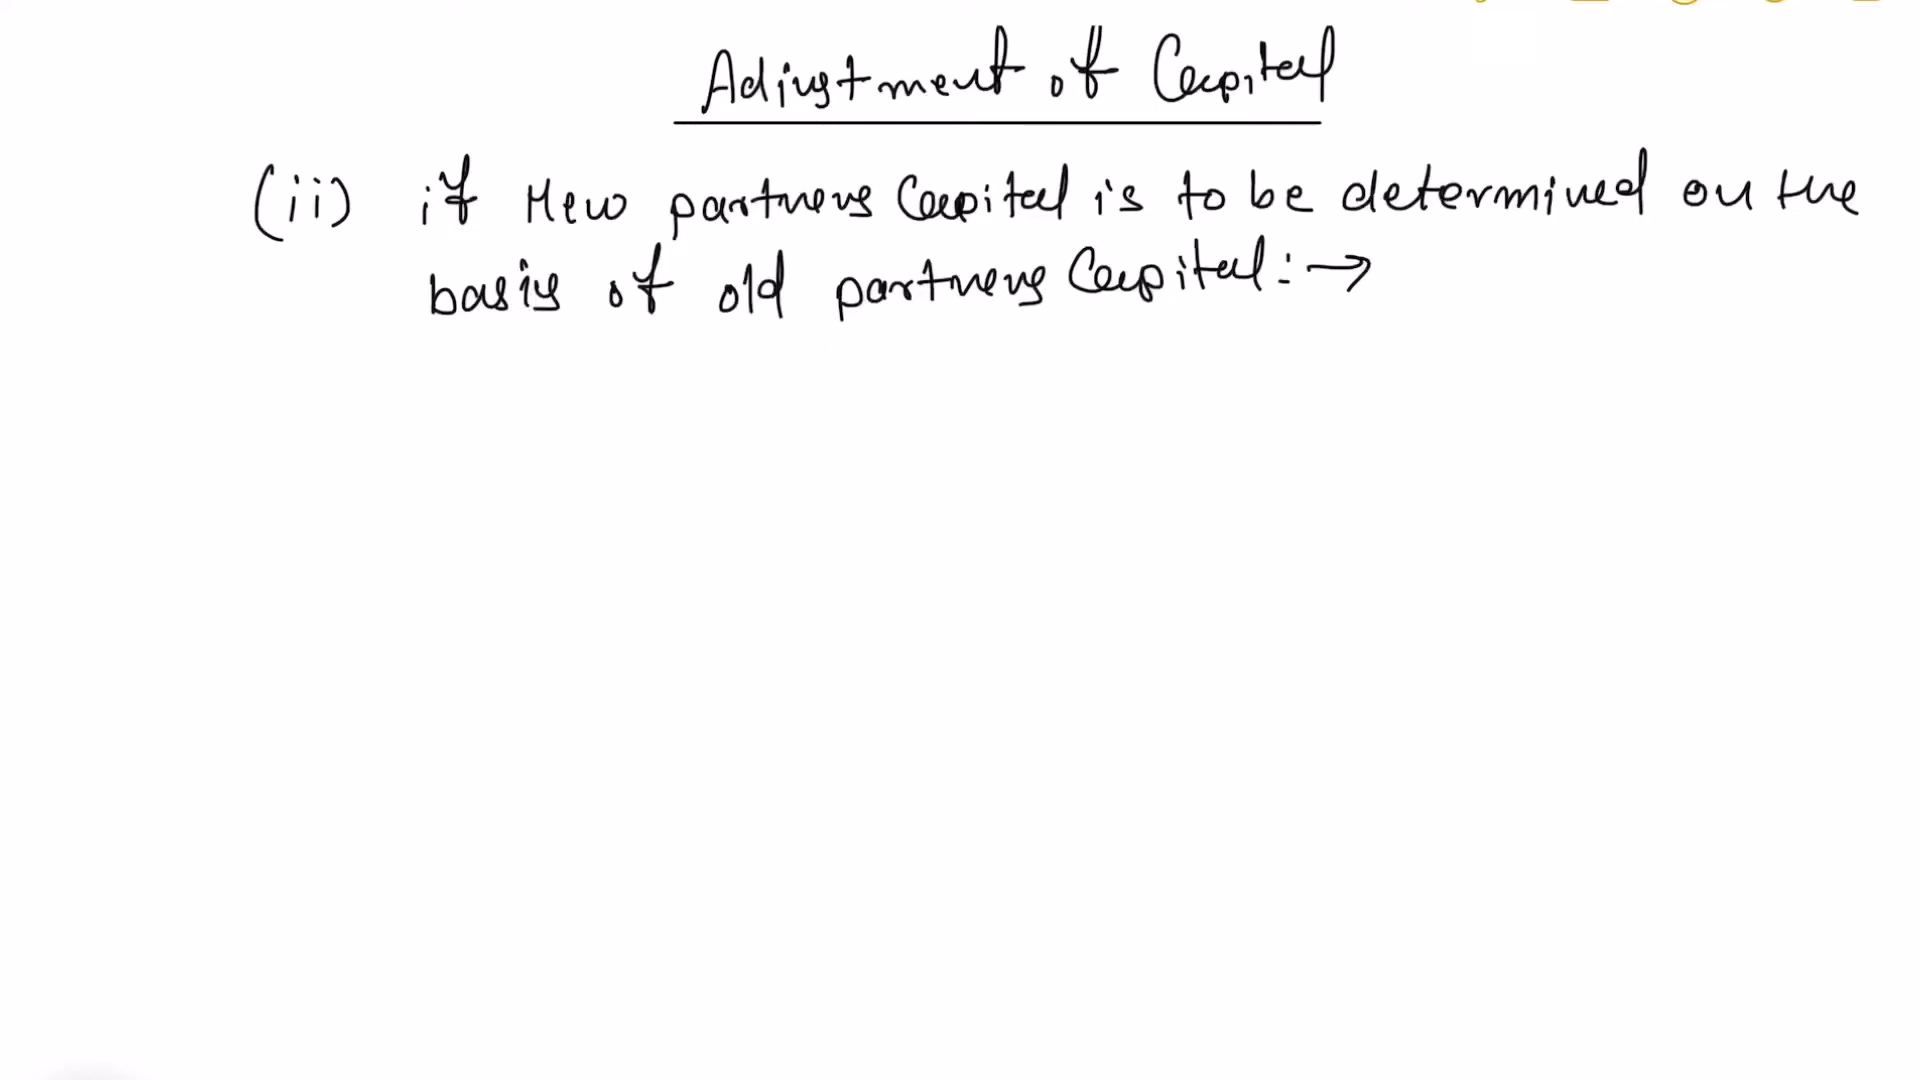 Adjustment of Capital
(ii) if New partners Capital is to be determined on the
basis of old partners Capital :→